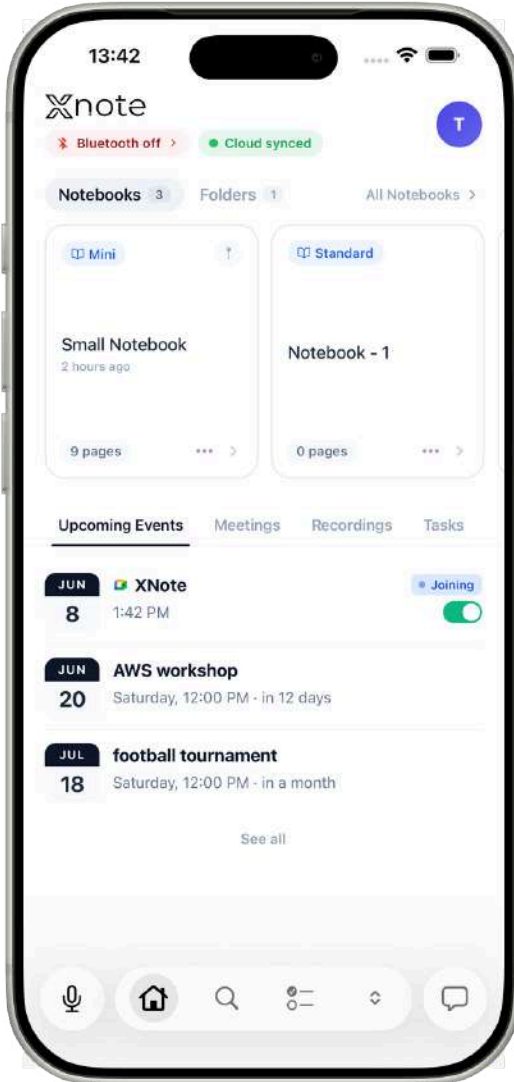 13:42
Xnote
Bluetooth off >
Cloud synced
T
Notebooks 3
Folders 1
All Notebooks >
Mini
Small Notebook
2 hours ago
9 pages
Standard
Notebook - 1
0 pages
Upcoming Events
Meetings
Recordings
Tasks
JUN
8
XNote
1:42 PM
Joining
JUN
20
AWS workshop
Saturday, 12:00 PM · in 12 days
JUL
18
football tournament
Saturday, 12:00 PM · in a month
See all